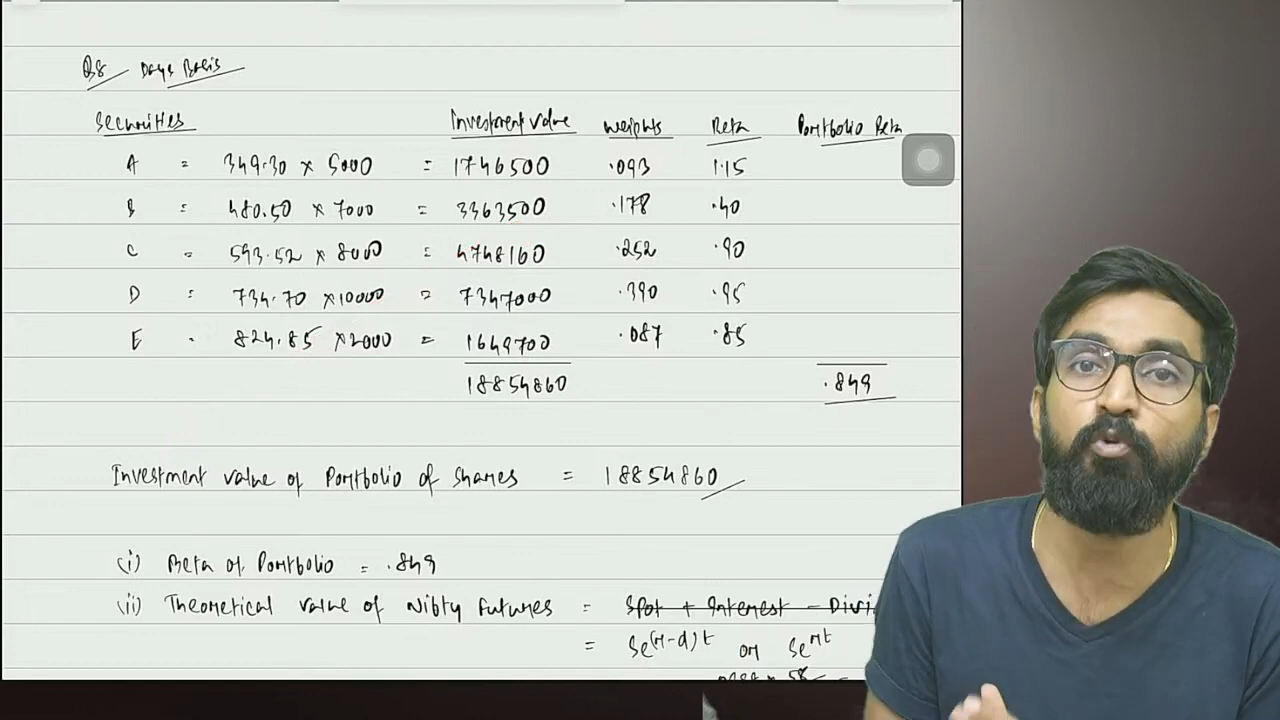 Q8 Days Basis
Securities Investment Value weights Beta Portfolio Beta
A = 349.30 × 5000 = 1746500 .093 1.15
B = 480.50 × 7000 = 3363500 .178 .40
C = 593.52 × 8000 = 4748160 .252 .90
D = 734.70 × 10000 = 7347000 .390 .95
E = 824.85 × 2000 = 1649700 .087 .85
18854860 .849
Investment value of Portfolio of shares = 18854860
(i) Beta of Portfolio = .849
(ii) Theoretical value of Nifty Futures = Spot + Interest - Divi
= Se^(r-d)t or Se^rt